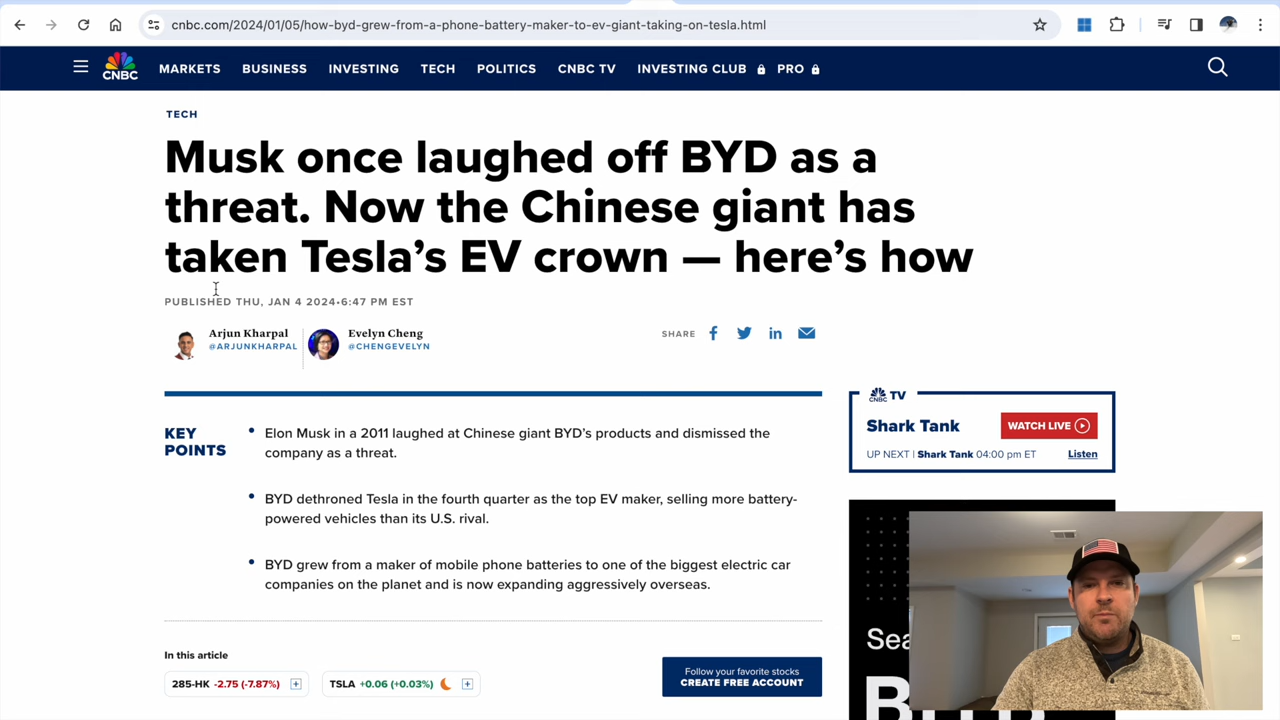 cnbc.com/2024/01/05/how-byd-grew-from-a-phone-battery-maker-to-ev-giant-taking-on-tesla.html
CNBC
MARKETS BUSINESS INVESTING TECH POLITICS CNBC TV INVESTING CLUB PRO
TECH
Musk once laughed off BYD as a
threat. Now the Chinese giant has
taken Tesla’s EV crown — here’s how
PUBLISHED THU, JAN 4 2024•6:47 PM EST
Arjun Kharpal
@ARJUNKHARPAL
Evelyn Cheng
@CHENGEVELYN
SHARE
KEY
POINTS
Elon Musk in a 2011 laughed at Chinese giant BYD’s products and dismissed the
company as a threat.
BYD dethroned Tesla in the fourth quarter as the top EV maker, selling more battery-
powered vehicles than its U.S. rival.
BYD grew from a maker of mobile phone batteries to one of the biggest electric car
companies on the planet and is now expanding aggressively overseas.
In this article
285-HK -2.75 (-7.87%)
TSLA +0.06 (+0.03%)
Follow your favorite stocks
CREATE FREE ACCOUNT
CNBC TV
Shark Tank
WATCH LIVE
UP NEXT | Shark Tank 04:00 pm ET
Listen